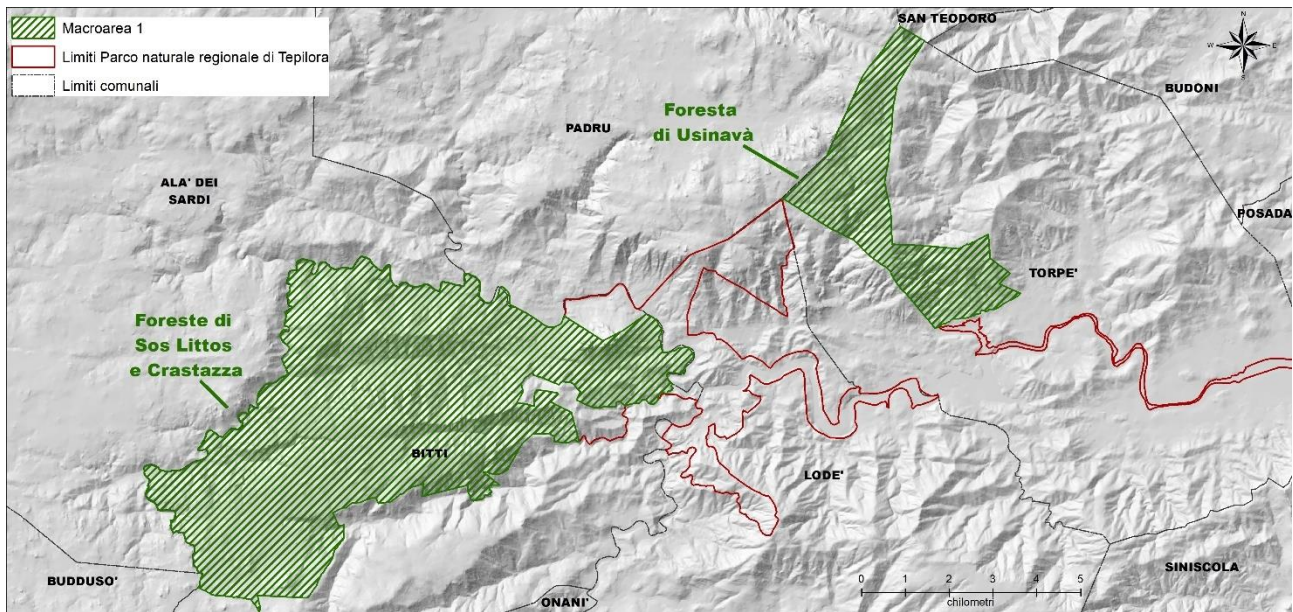 Macroarea 1
Limiti Parco naturale regionale di Tepilora
Limiti comunali
SAN TEODORO
N
W
E
S
BUDONI
Foresta
di Usinavà
PADRU
ALA' DEI
SARDI
POSADA
TORPE'
Foreste di
Sos Littos
e Crastazza
BITTI
LODE'
BUDDUSO'
ONANI'
SINISCOLA
0 1 2 3 4 5
chilometri